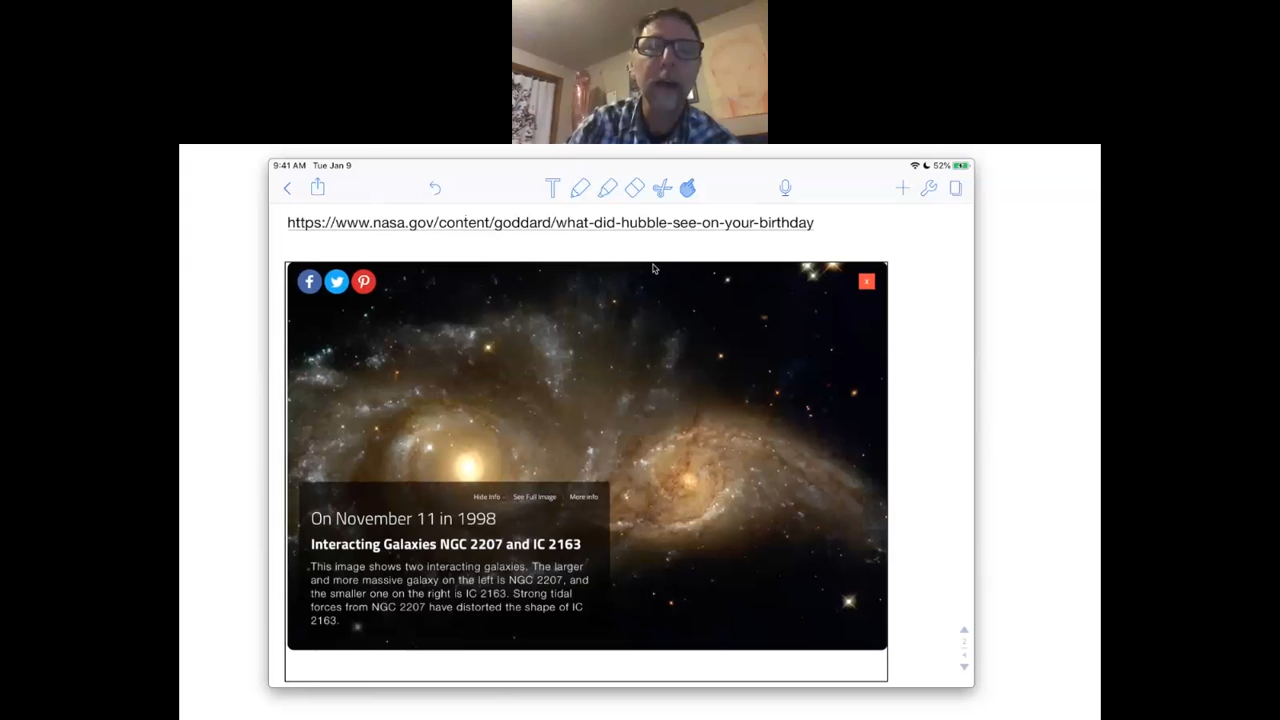 9:41 AM Tue Jan 9
52%
https://www.nasa.gov/content/goddard/what-did-hubble-see-on-your-birthday
x
Hide Info See Full Image More info
On November 11 in 1998
Interacting Galaxies NGC 2207 and IC 2163
This image shows two interacting galaxies. The larger
and more massive galaxy on the left is NGC 2207, and
the smaller one on the right is IC 2163. Strong tidal
forces from NGC 2207 have distorted the shape of IC
2163.
2
4